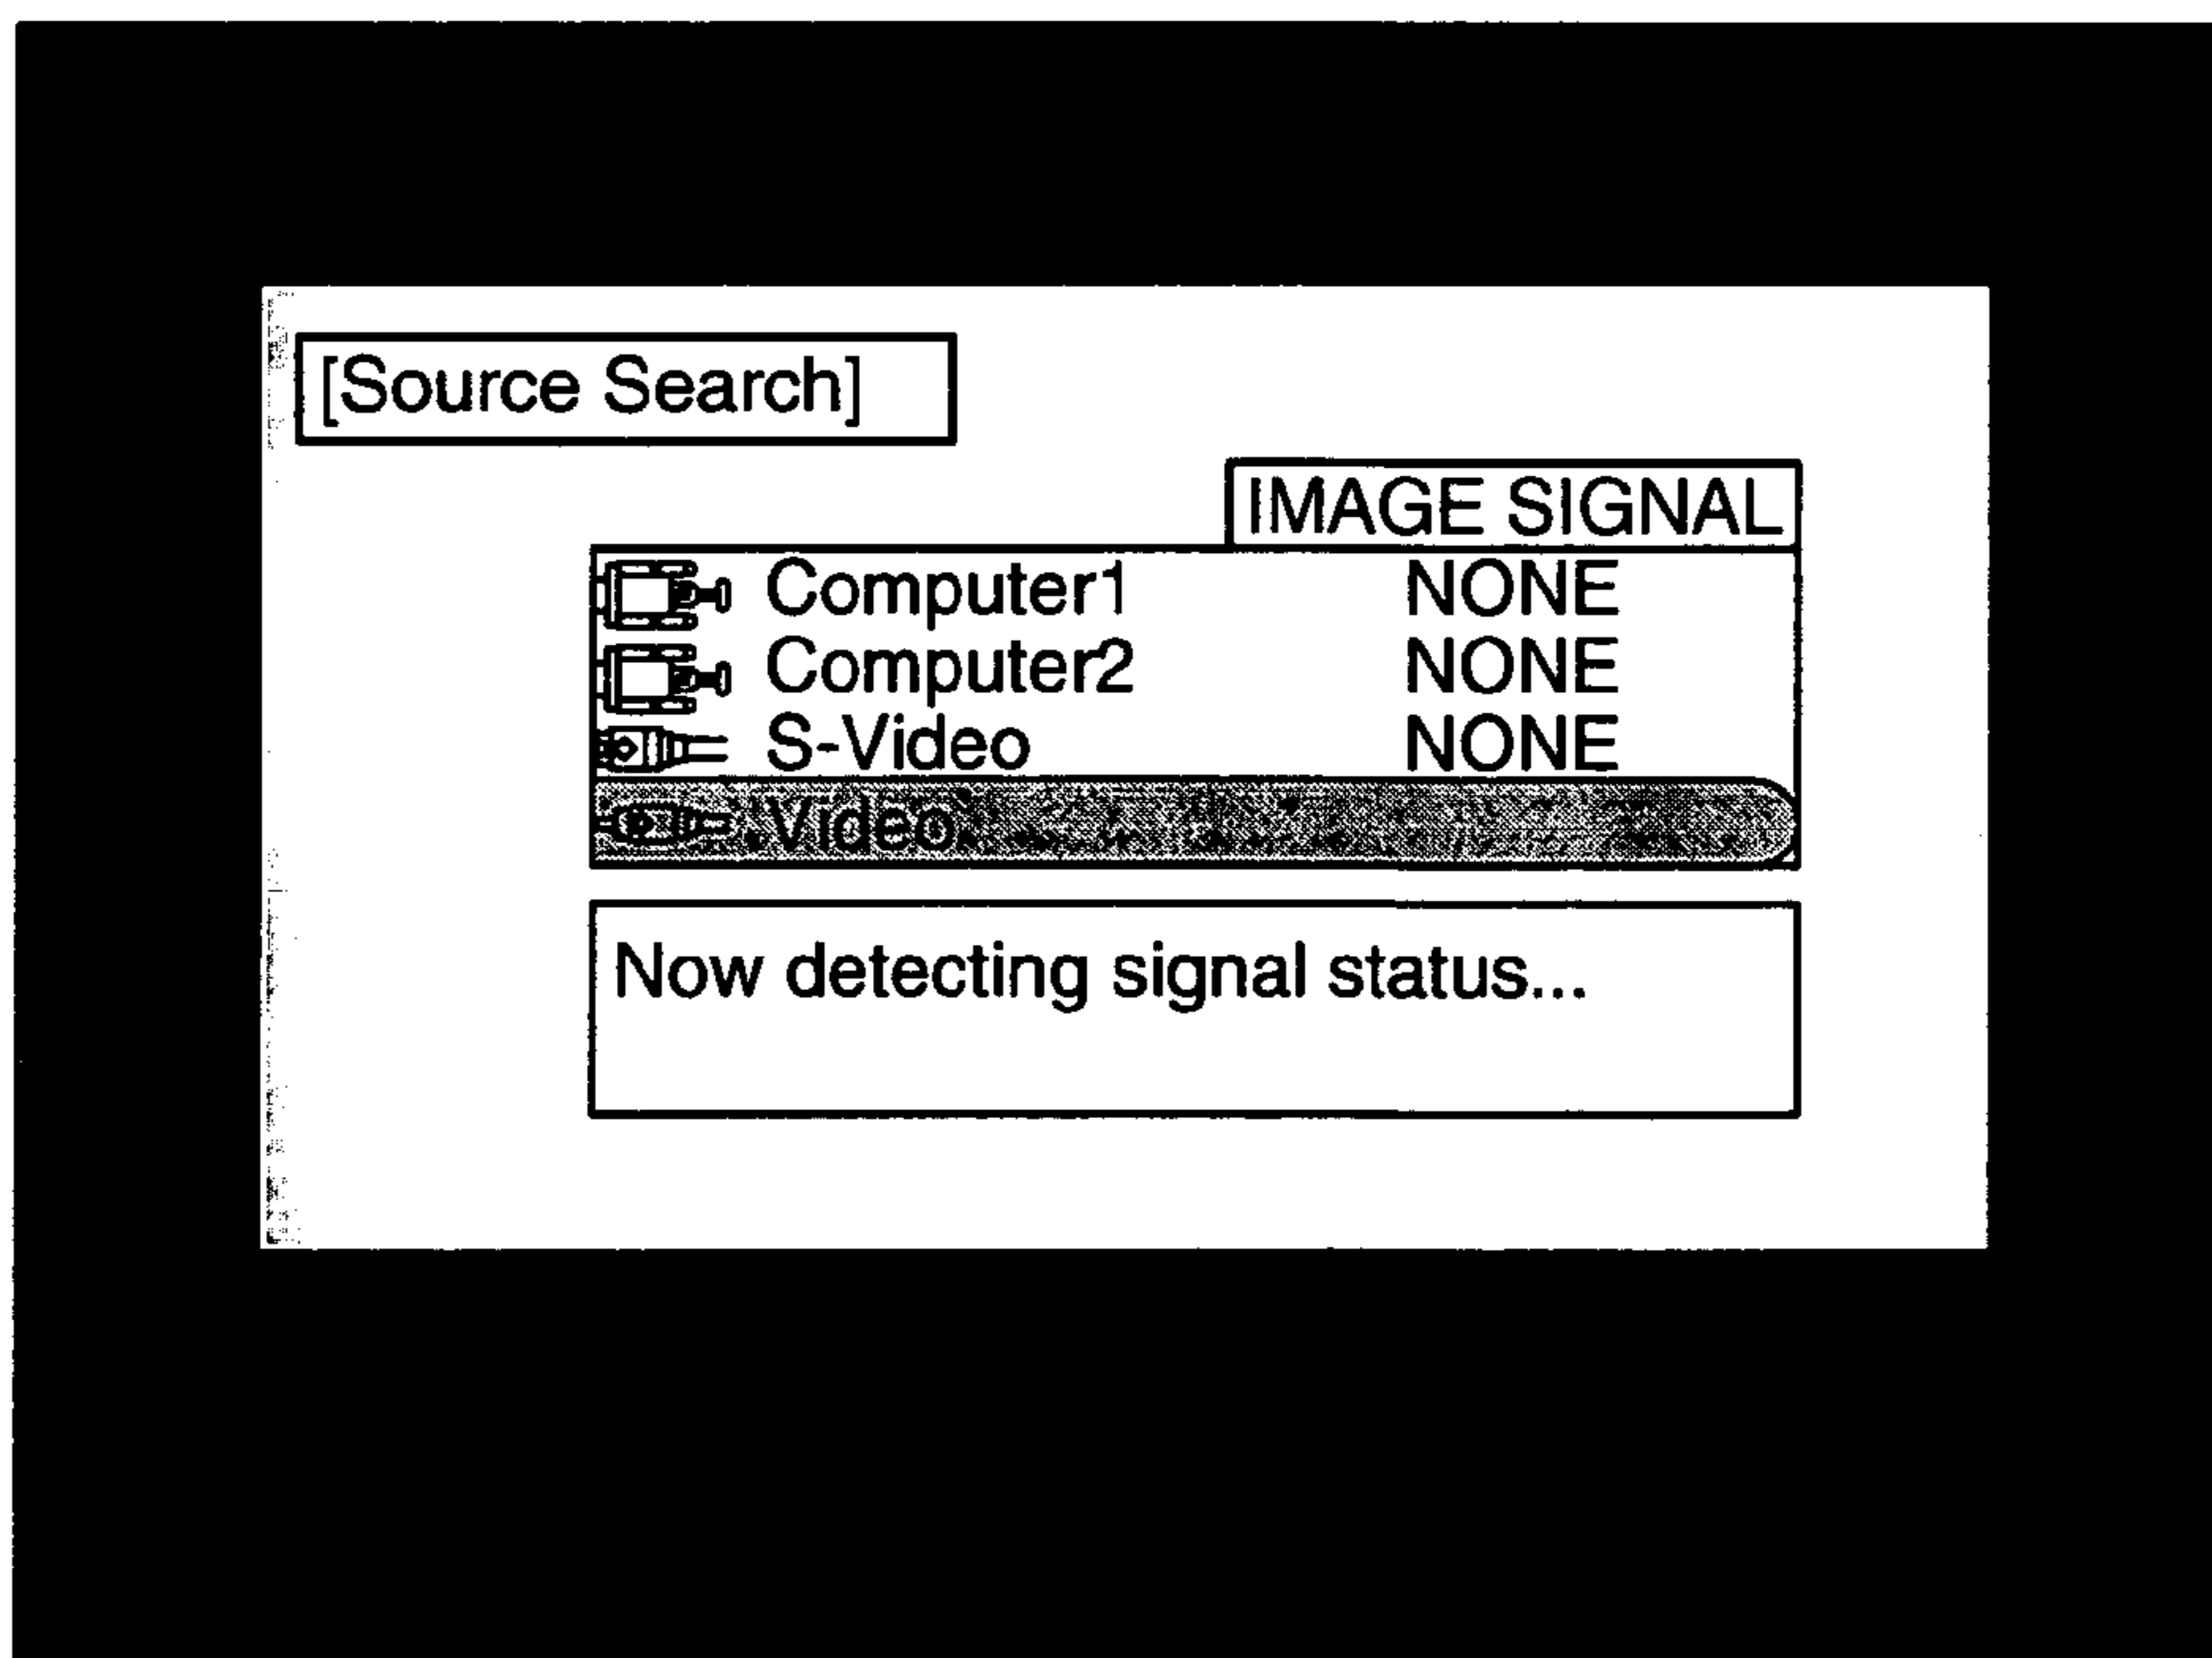 [Source Search]
IMAGE SIGNAL
Computer1 NONE
Computer2 NONE
S-Video NONE
Video
Now detecting signal status...